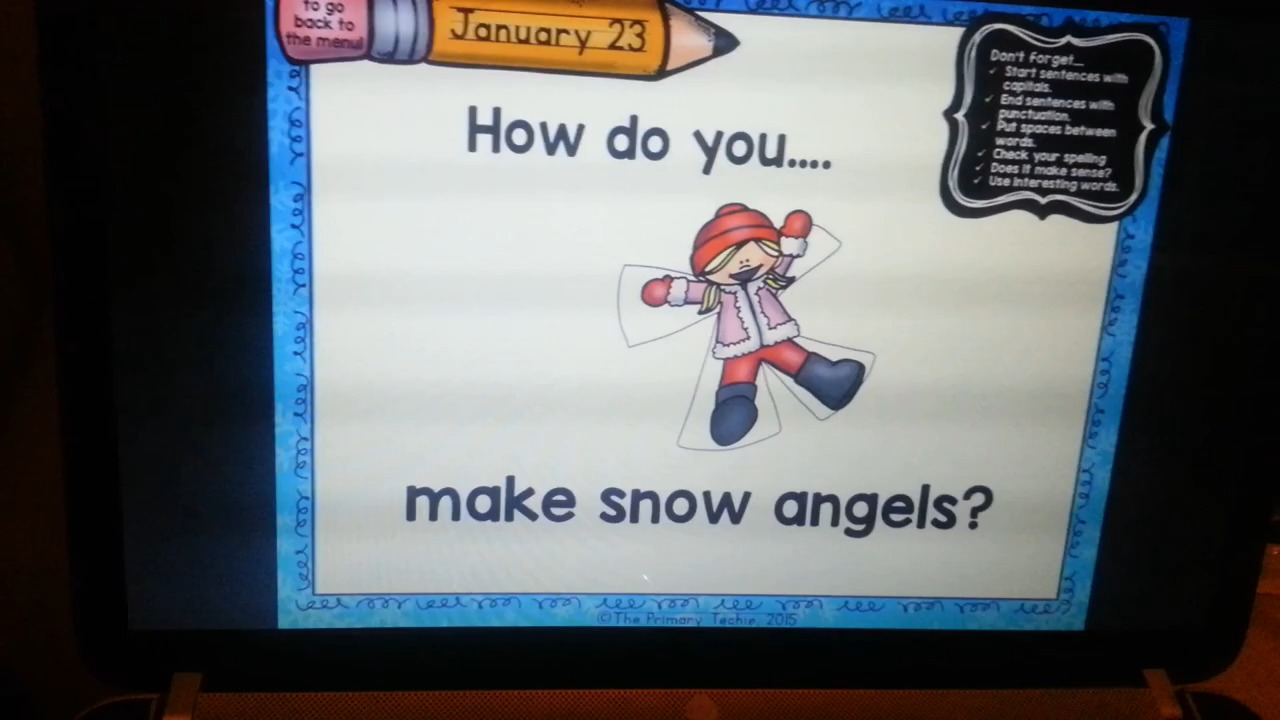 to go
back to
the menu!
January 23
Don't forget...
✓ Start sentences with
capitals.
✓ End sentences with
punctuation.
✓ Put spaces between
words.
✓ Check your spelling
✓ Does it make sense?
✓ Use interesting words.
How do you....
make snow angels?
©The Primary Techie, 2015